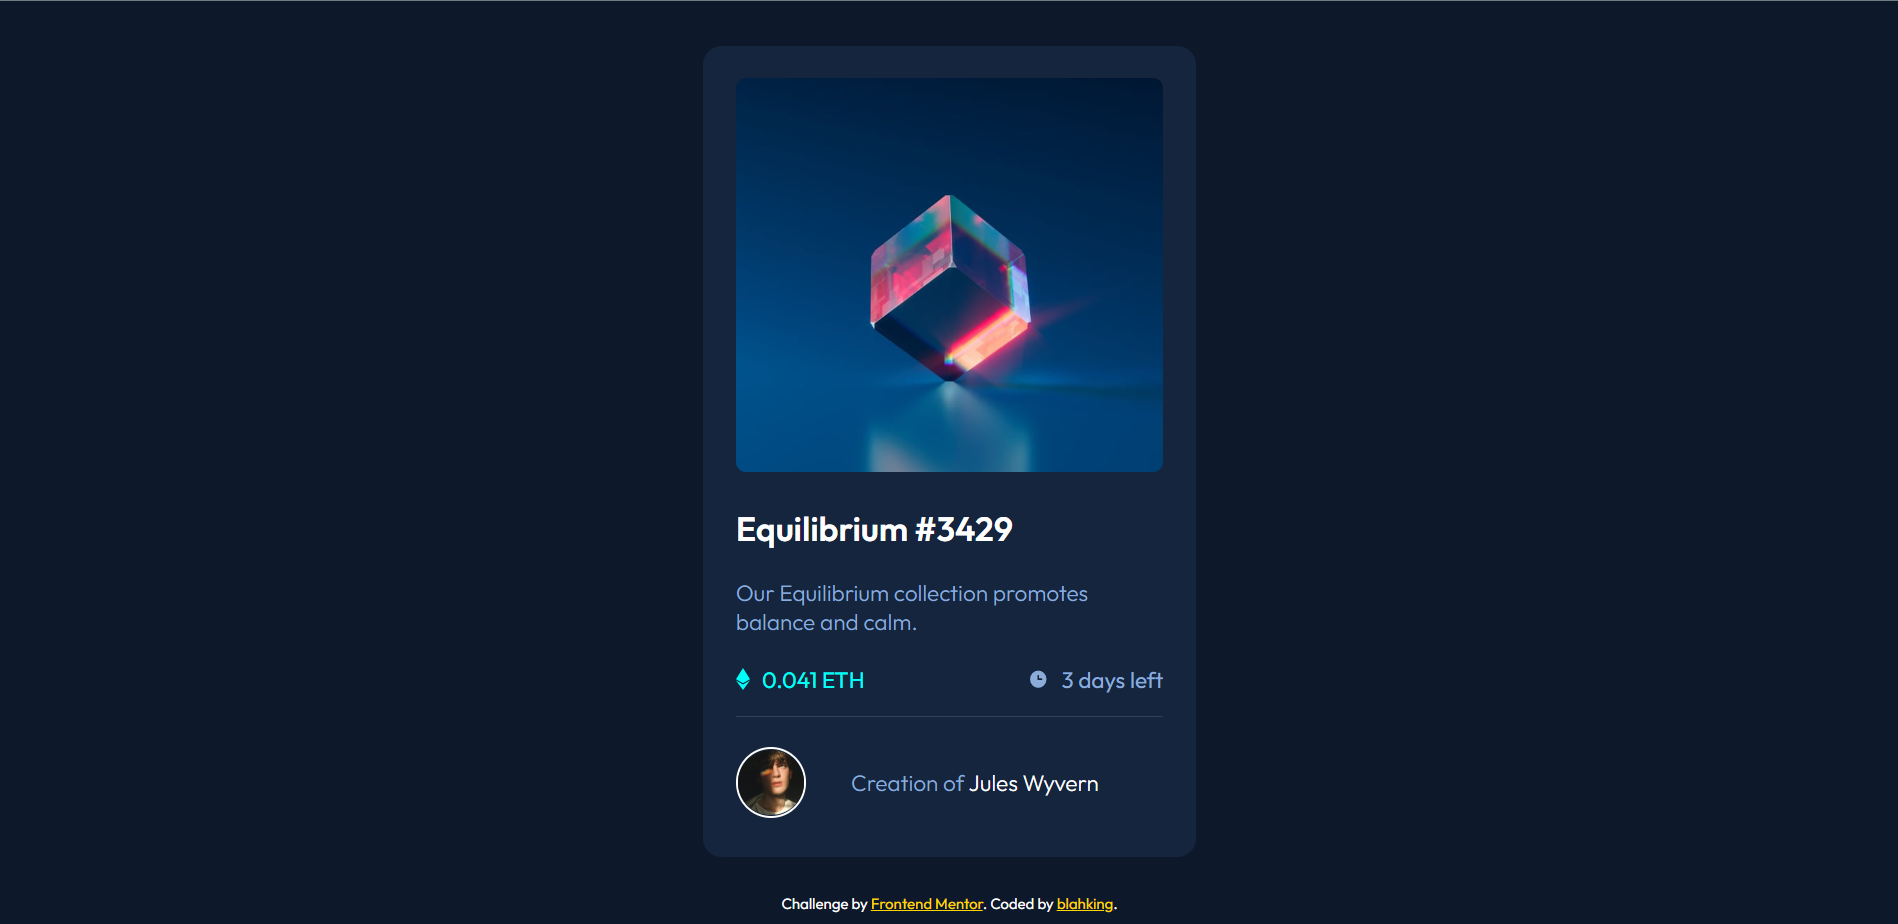 Equilibrium #3429
Our Equilibrium collection promotes
balance and calm.
0.041 ETH
3 days left
Creation of Jules Wyvern
Challenge by Frontend Mentor. Coded by blahking.